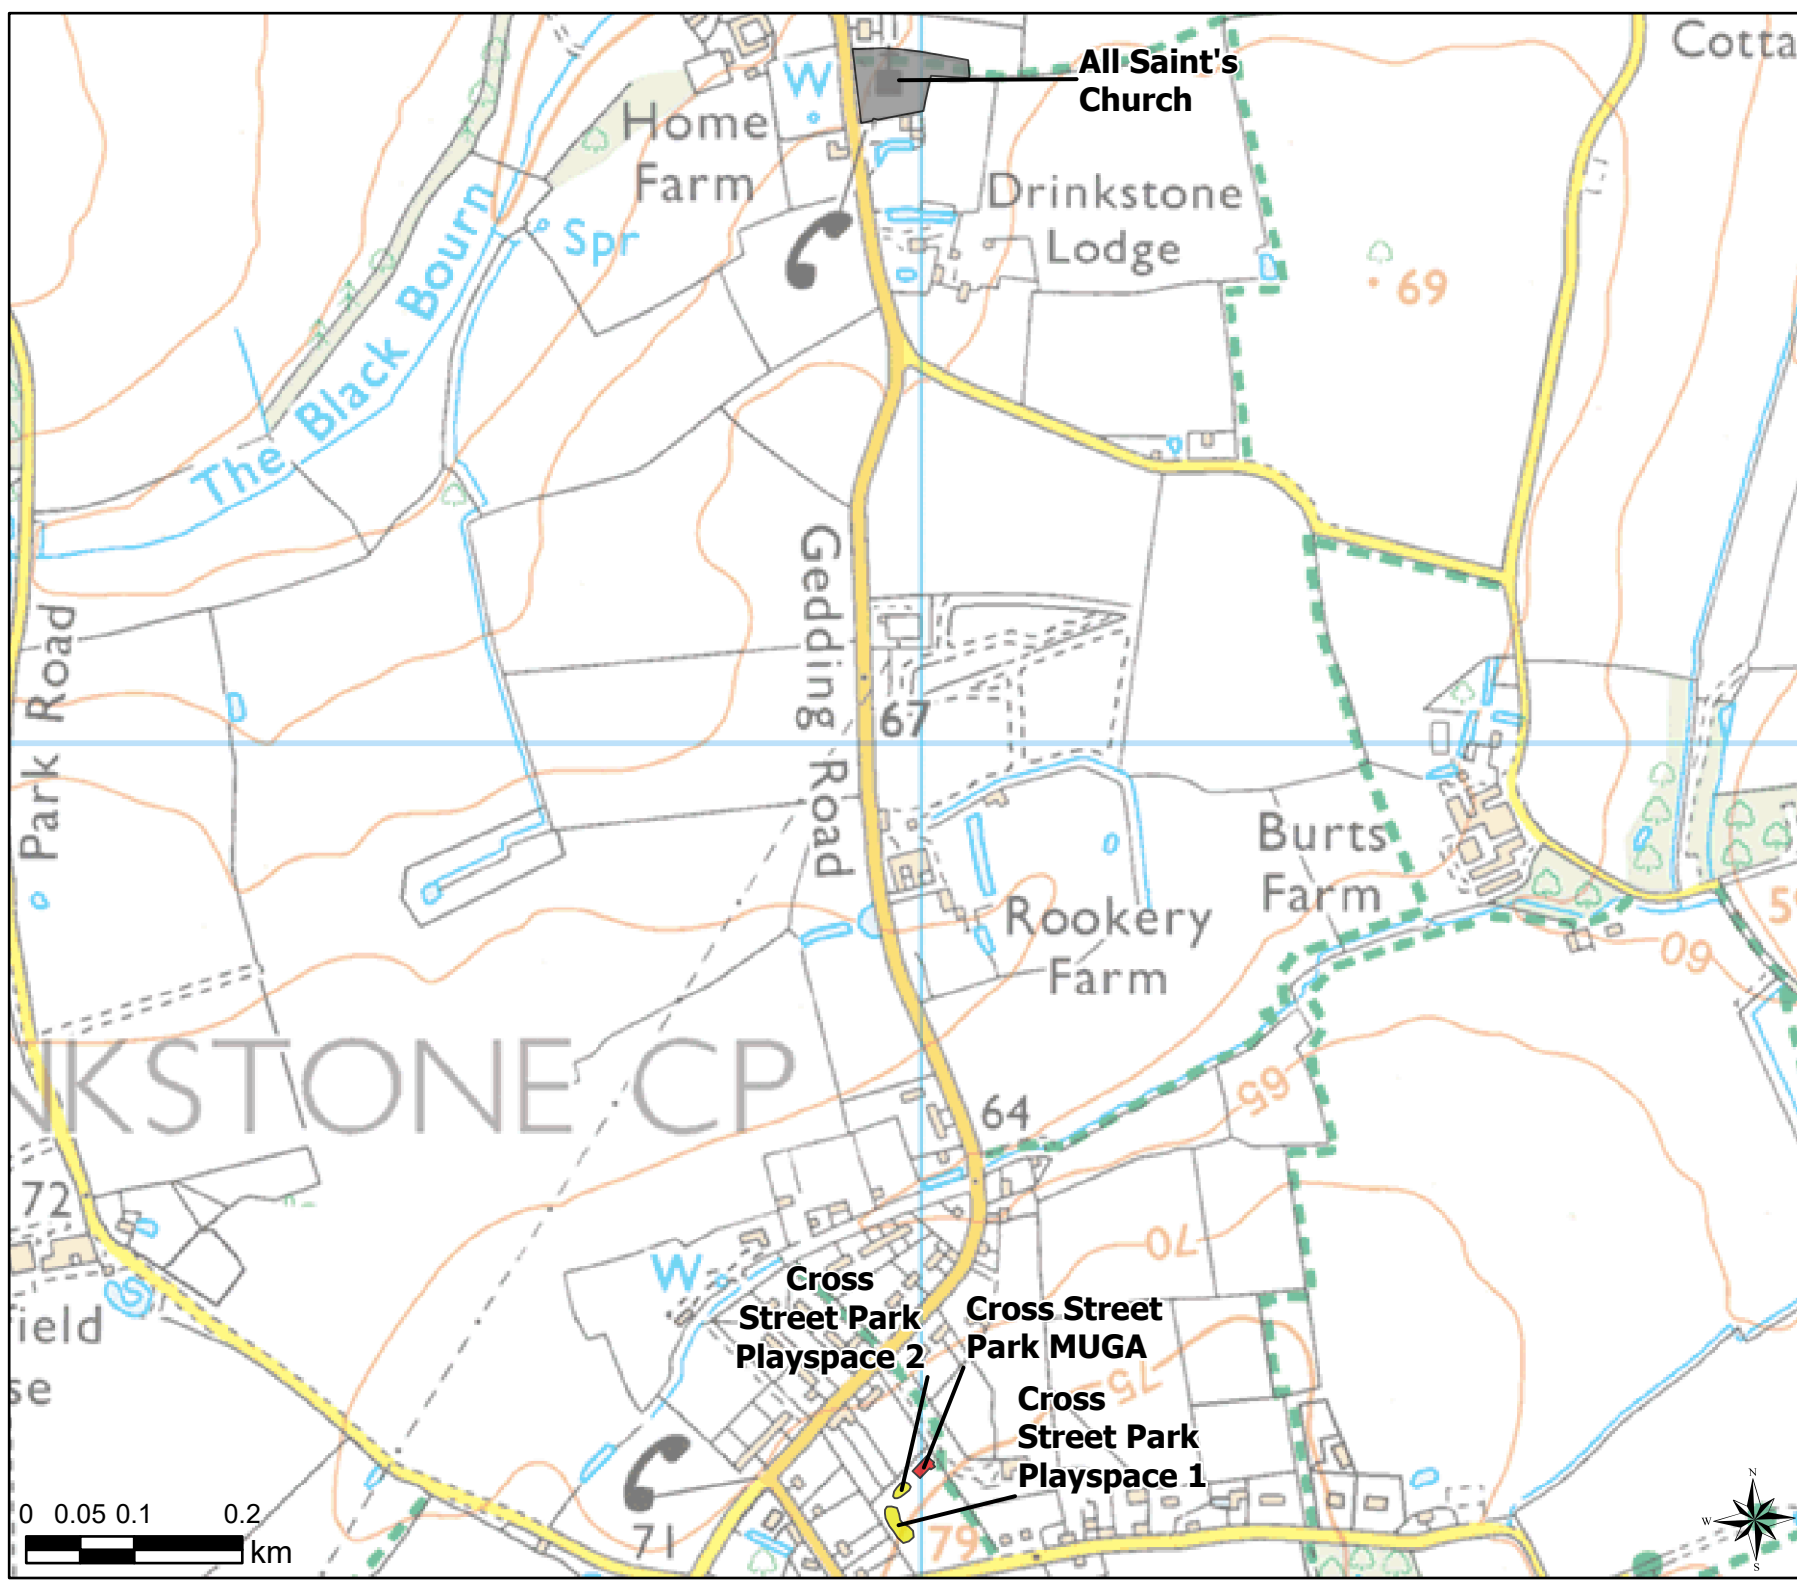 Cotta
All Saint's
Church
W
Home
Farm
Drinkstone
Lodge
Spr
69
The Black Bourn
Gedding Road
Park Road
67
Burts
Farm
Rookery
Farm
59
60
NKSTONE CP
64
65
72
70
W
Cross
Street Park
Playspace 2
Cross Street
Park MUGA
ield
se
75
Cross
Street Park
Playspace 1
0 0.05 0.1 0.2
km
71
79
N
W
S